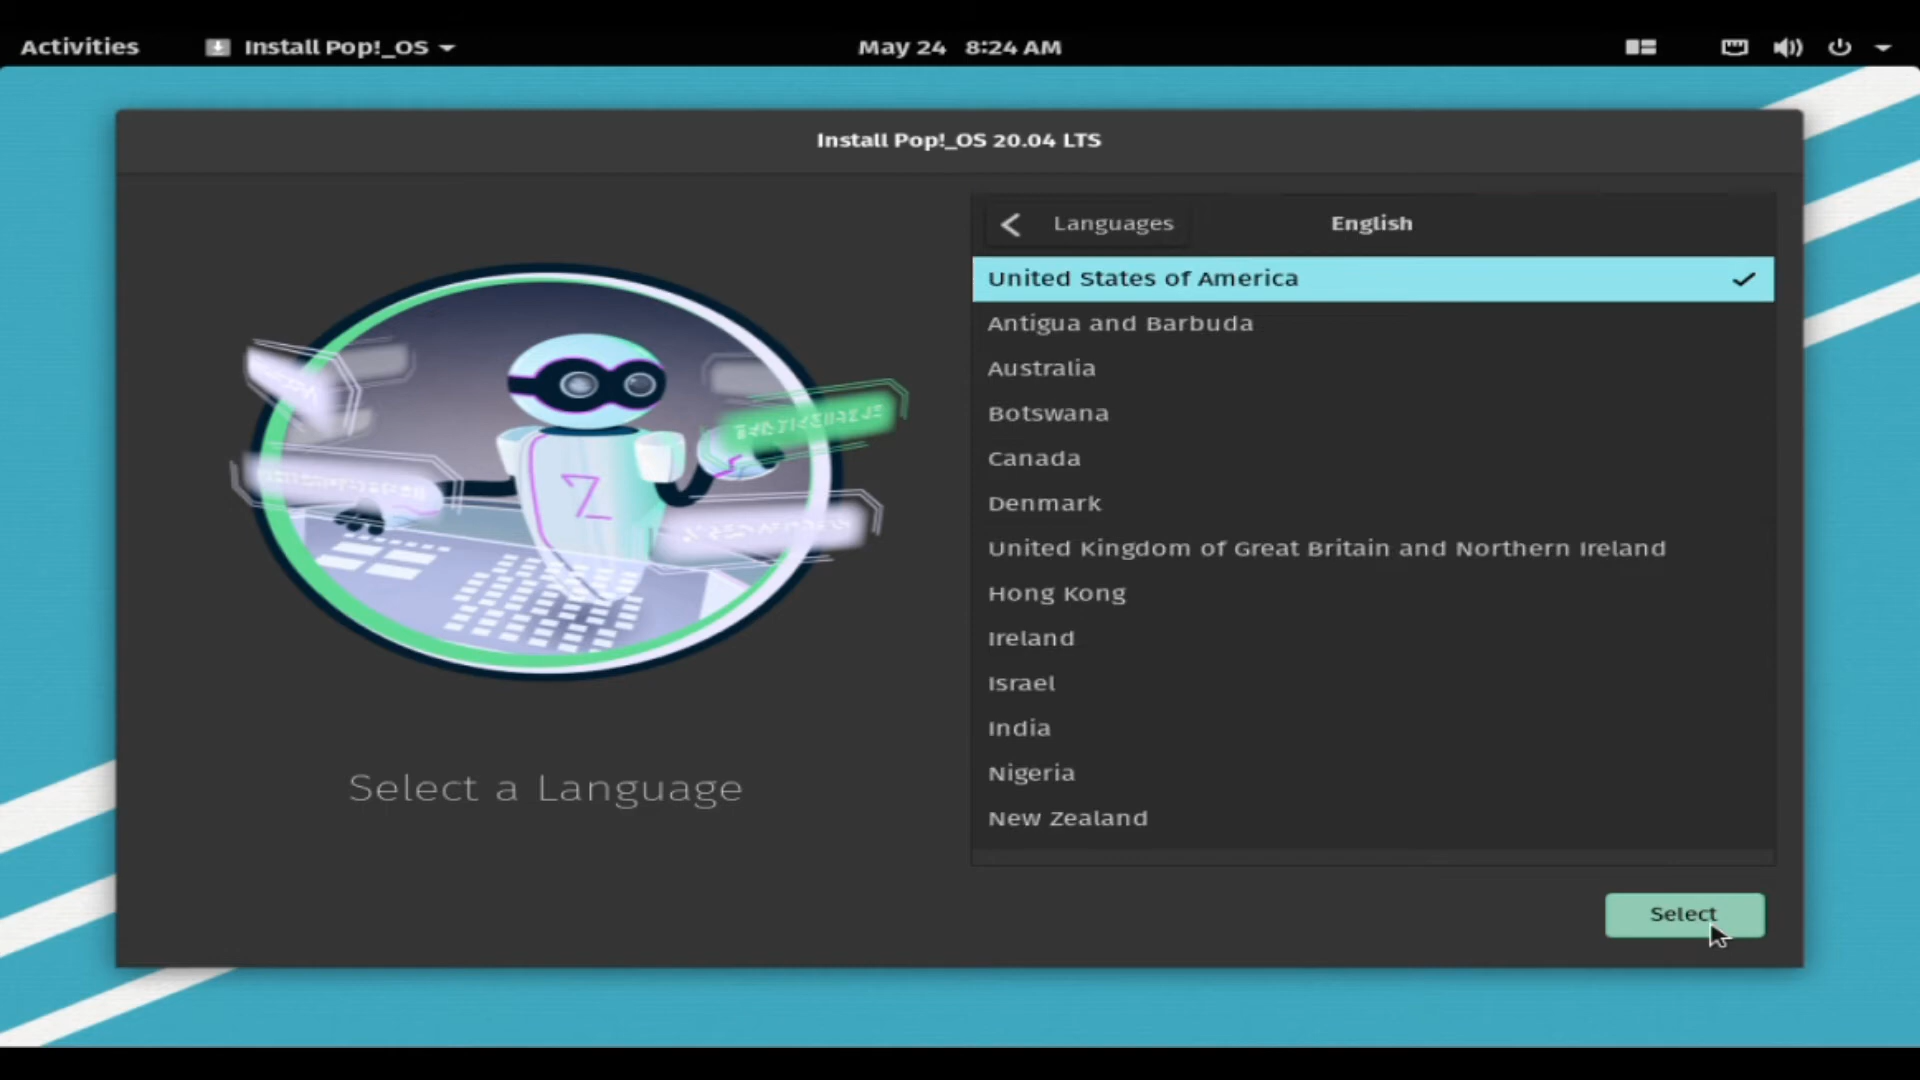 Activities
Install Pop!_OS
May 24 8:24 AM
Install Pop!_OS 20.04 LTS
Languages
English
United States of America
Antigua and Barbuda
Australia
Botswana
Canada
Denmark
United Kingdom of Great Britain and Northern Ireland
Hong Kong
Ireland
Israel
India
Nigeria
New Zealand
Select a Language
Select